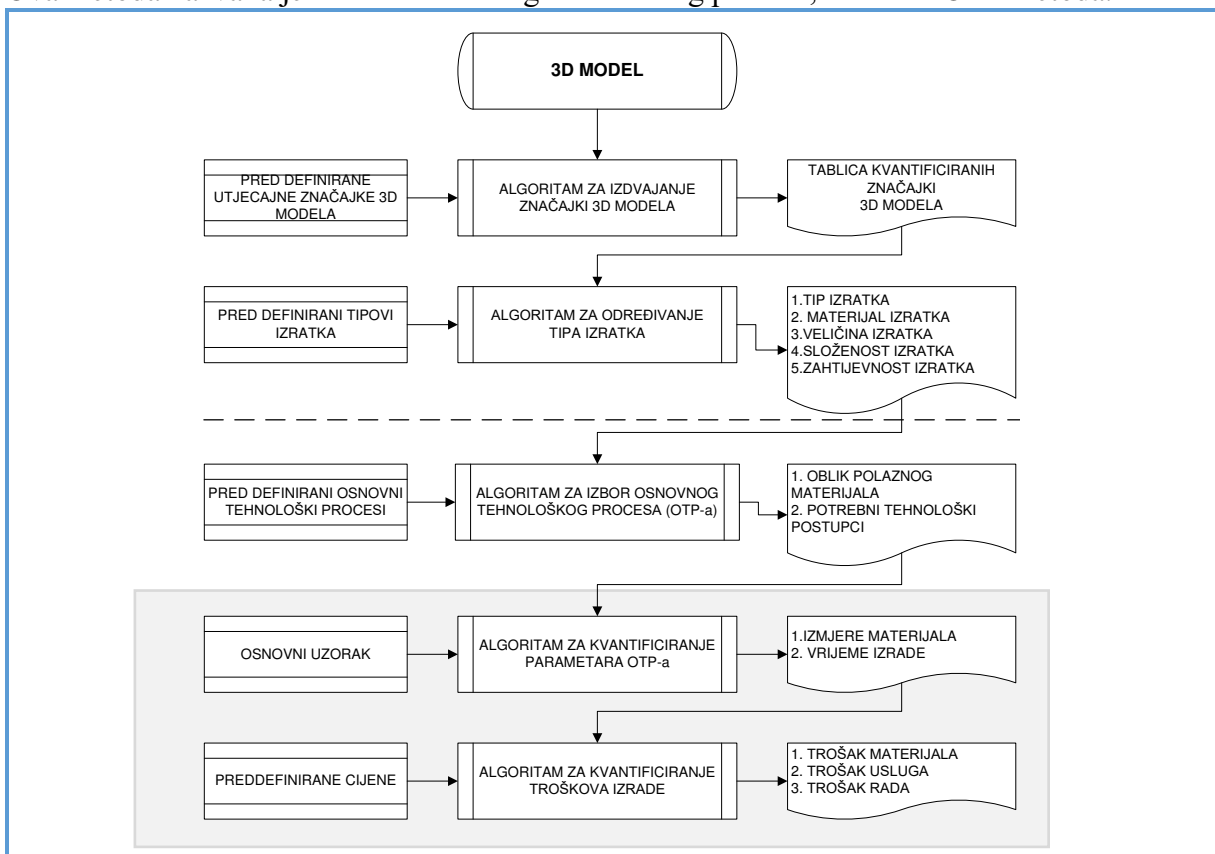 3D MODEL
PRED DEFINIRANE
UTJECAJNE ZNAČAJKE 3D
MODELA
ALGORITAM ZA IZDVAJANJE
ZNAČAJKI 3D MODELA
TABLICA KVANTIFICIRANIH
ZNAČAJKI
3D MODELA
PRED DEFINIRANI TIPOVI
IZRATKA
ALGORITAM ZA ODREĐIVANJE
TIPA IZRATKA
1.TIP IZRATKA
2. MATERIJAL IZRATKA
3.VELIČINA IZRATKA
4.SLOŽENOST IZRATKA
5.ZAHTIJEVNOST IZRATKA
PRED DEFINIRANI OSNOVNI
TEHNOLOŠKI PROCESI
ALGORITAM ZA IZBOR OSNOVNOG
TEHNOLOŠKOG PROCESA (OTP-a)
1. OBLIK POLAZNOG
MATERIJALA
2. POTREBNI TEHNOLOŠKI
POSTUPCI
OSNOVNI UZORAK
ALGORITAM ZA KVANTIFICIRANJE
PARAMETARA OTP-a
1.IZMJERE MATERIJALA
2. VRIJEME IZRADE
PREDDEFINIRANE CIJENE
ALGORITAM ZA KVANTIFICIRANJE
TROŠKOVA IZRADE
1. TROŠAK MATERIJALA
2. TROŠAK USLUGA
3. TROŠAK RADA